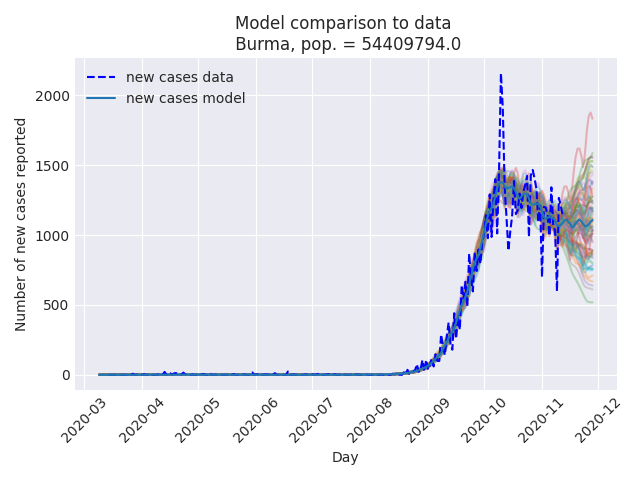 Model comparison to data
Burma, pop. = 54409794.0
new cases data
new cases model
Number of new cases reported
2000
1500
1000
500
0
2020-03
2020-04
2020-05
2020-06
2020-07
2020-08
2020-09
2020-10
2020-11
2020-12
Day